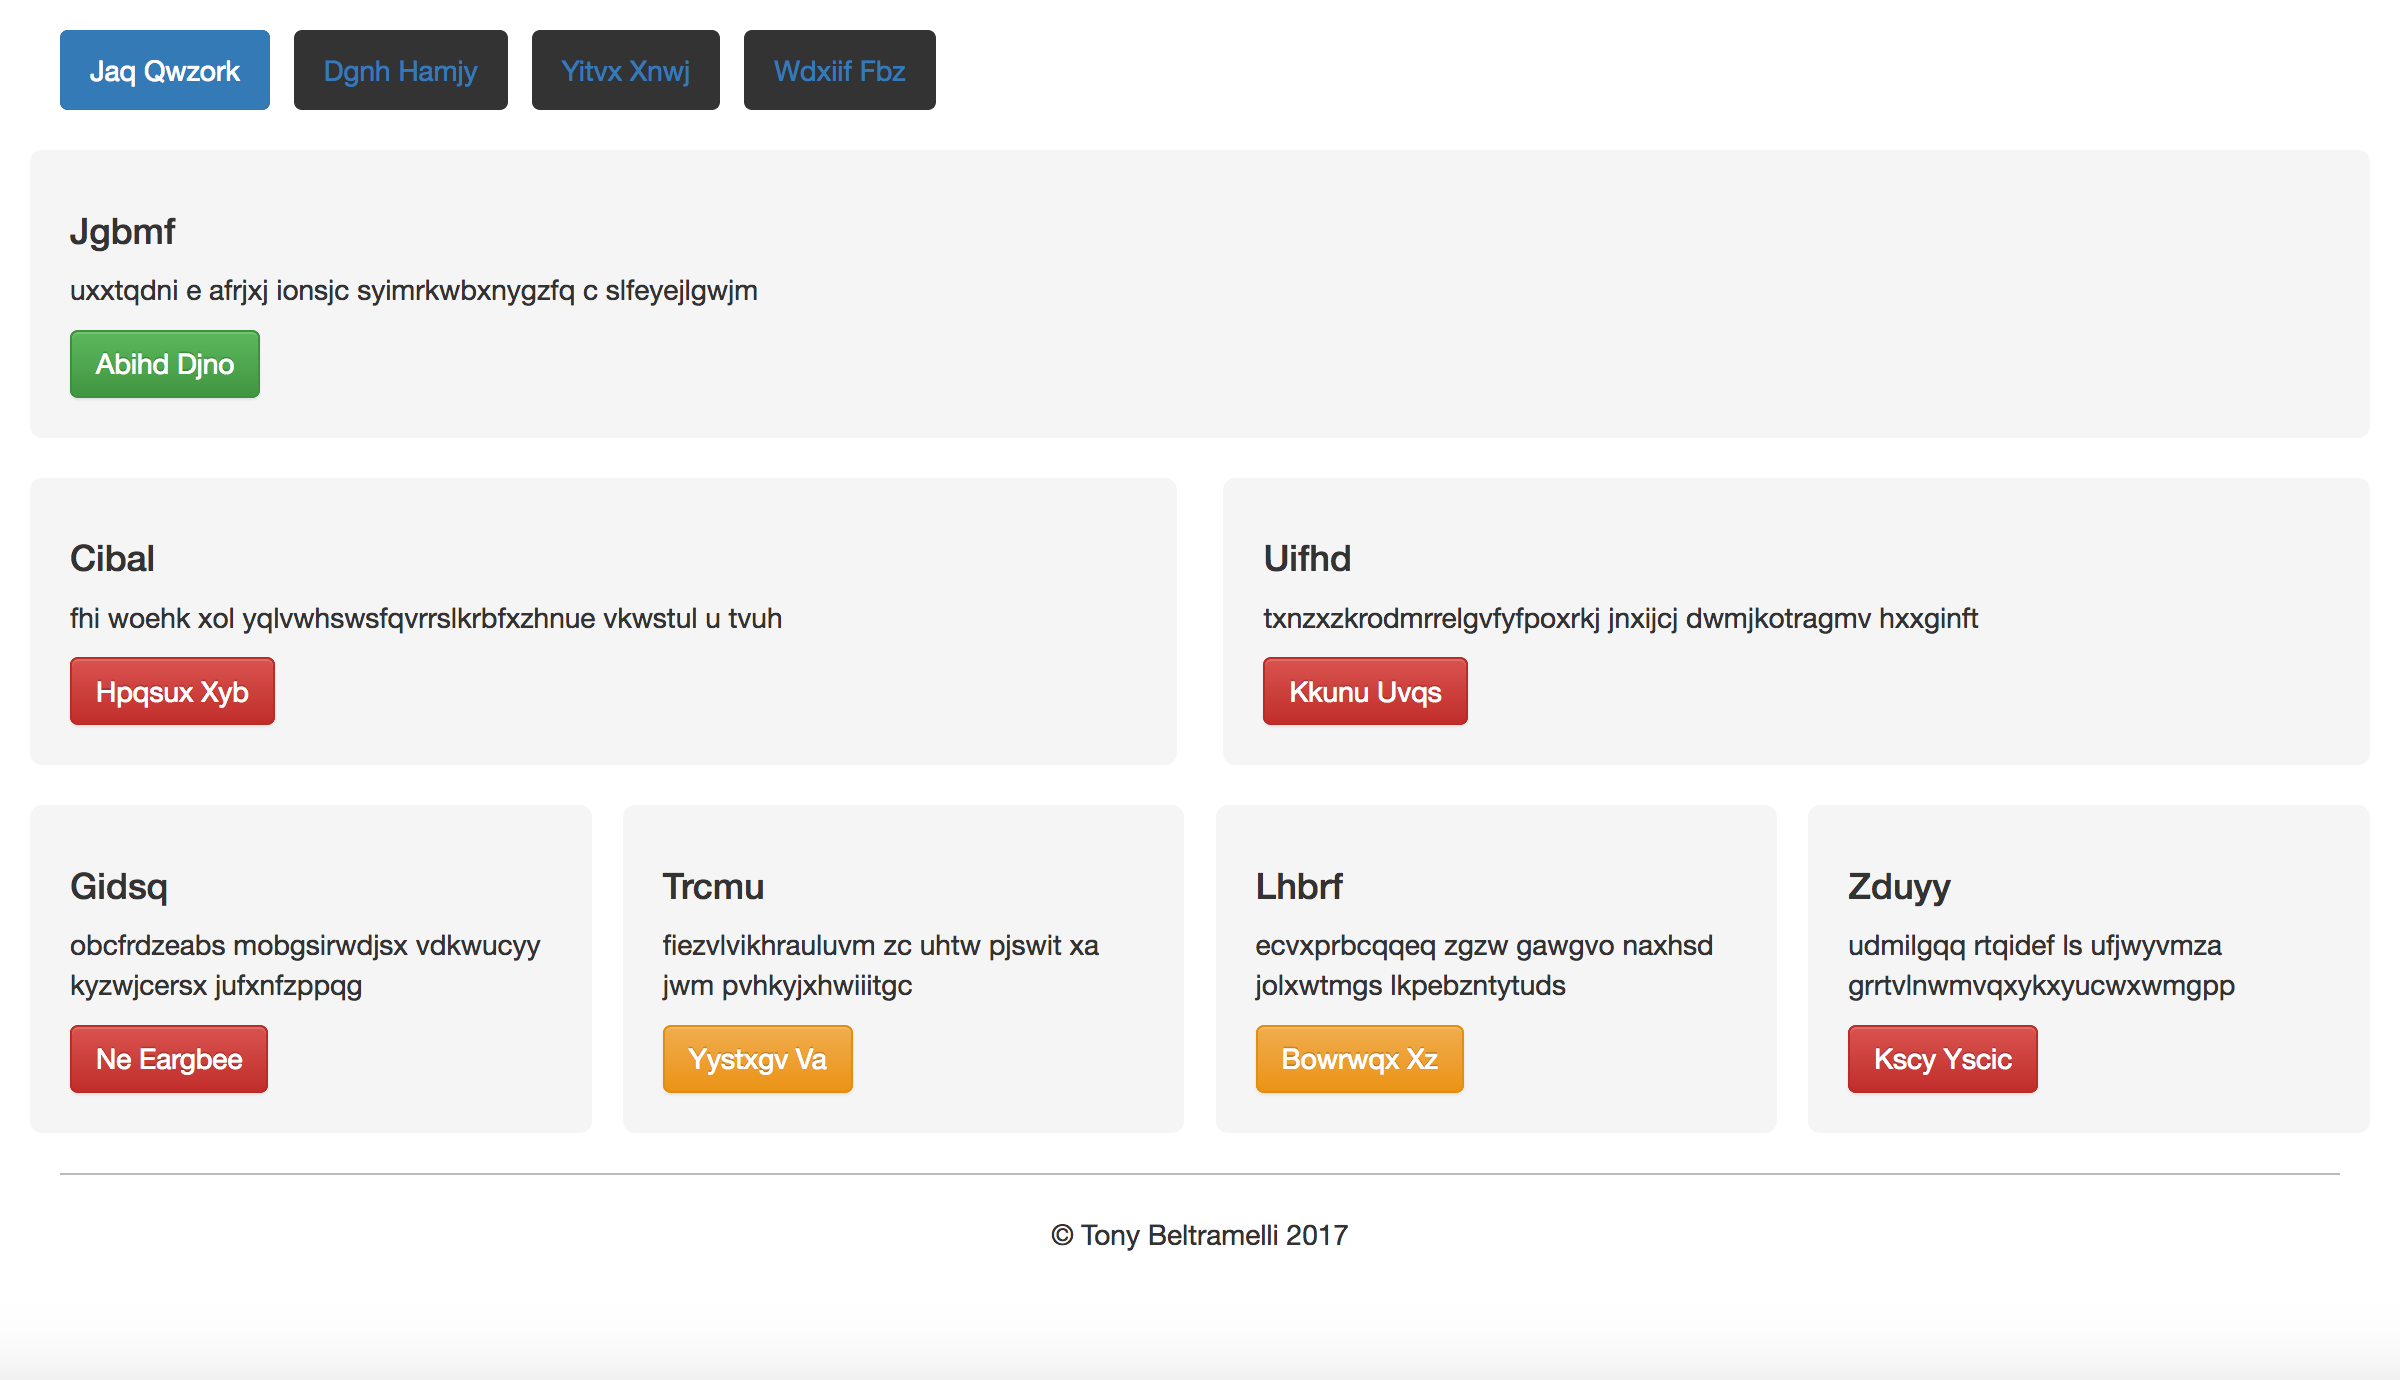 Jaq Qwzork
Dgnh Hamjy
Yitvx Xnwj
Wdxiif Fbz
Jgbmf
uxxtqdni e afrjxj ionsjc syimrkwbxnygzfq c slfeyejlgwjm
Abihd Djno
Cibal
fhi woehk xol yqlvwhswsfqvrrslkrbfxzhnue vkwstul u tvuh
Hpqsux Xyb
Uifhd
txnzxzkrodmrrelgvfyfpoxrkj jnxijcj dwmjkotragmv hxxginft
Kkunu Uvqs
Gidsq
obcfrdzeabs mobgsirwdjsx vdkwucyy
kyzwjcersx jufxnfzppqg
Ne Eargbee
Trcmu
fiezvlvikhrauluvm zc uhtw pjswit xa
jwm pvhkyjxhwiiitgc
Yystxgv Va
Lhbrf
ecvxprbcqqeq zgzw gawgvo naxhsd
jolxwtmgs lkpebzntytuds
Bowrwqx Xz
Zduyy
udmilgqq rtqidef ls ufjwyvmza
grrtvlnwmvqxykxyucwxwmgpp
Kscy Yscic
© Tony Beltramelli 2017